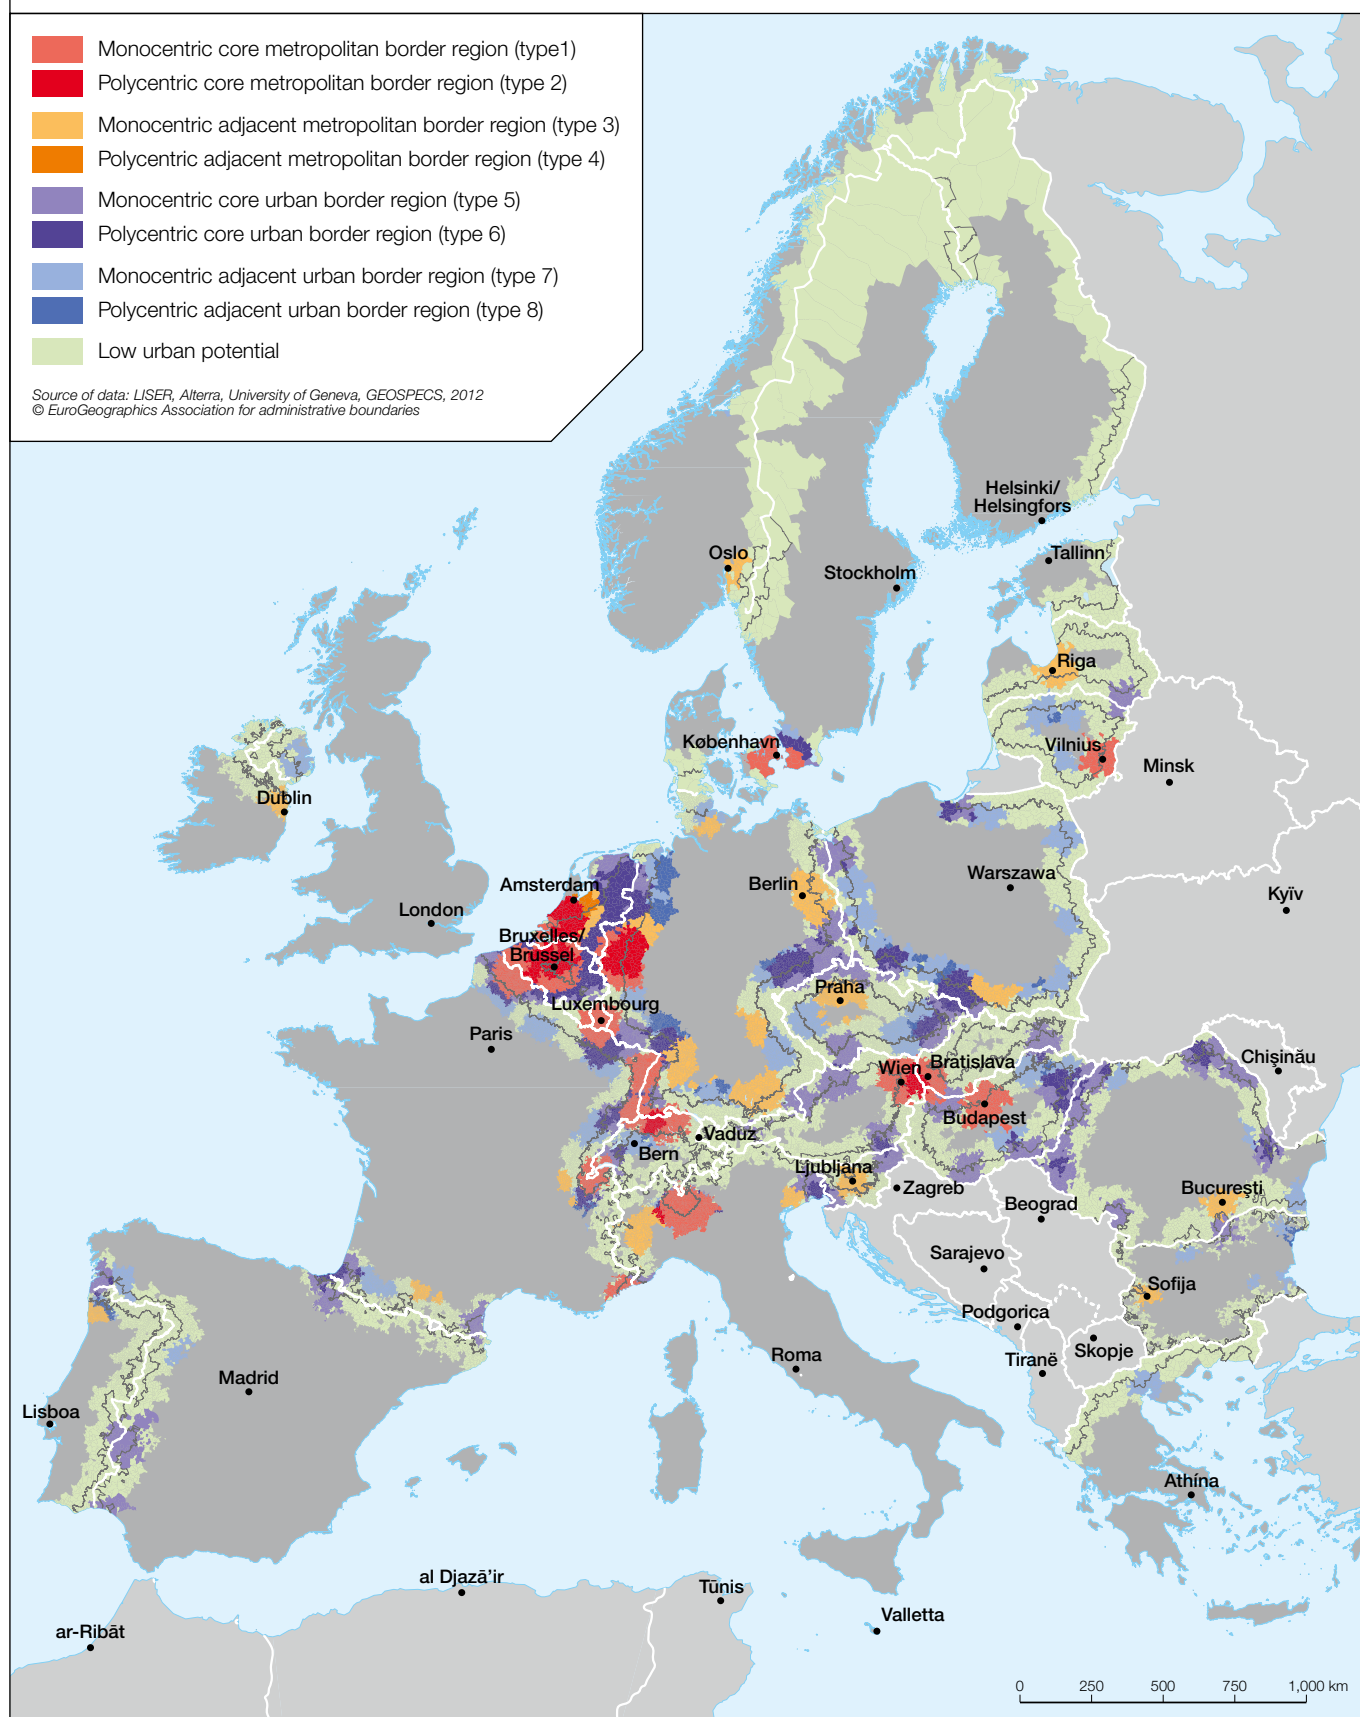 Monocentric core metropolitan border region (type1)
Polycentric core metropolitan border region (type 2)
Monocentric adjacent metropolitan border region (type 3)
Polycentric adjacent metropolitan border region (type 4)
Monocentric core urban border region (type 5)
Polycentric core urban border region (type 6)
Monocentric adjacent urban border region (type 7)
Polycentric adjacent urban border region (type 8)
Low urban potential
Source of data: LISER, Alterra, University of Geneva, GEOSPECS, 2012
© EuroGeographics Association for administrative boundaries
Helsinki/
Helsingfors
Oslo
Tallinn
Stockholm
Riga
København
Vilnius
Minsk
Dublin
Warszawa
Amsterdam
Berlin
Kyïv
London
Bruxelles/
Brussel
Praha
Luxembourg
Paris
Chişinău
Wien
Bratislava
Budapest
Vaduz
Bern
Ljubljana
Zagreb
Bucureşti
Beograd
Sarajevo
Sofija
Podgorica
Skopje
Roma
Tiranë
Madrid
Lisboa
Athína
al Djazā'ir
Tūnis
Valletta
ar-Ribāt
0 250 500 750 1,000 km